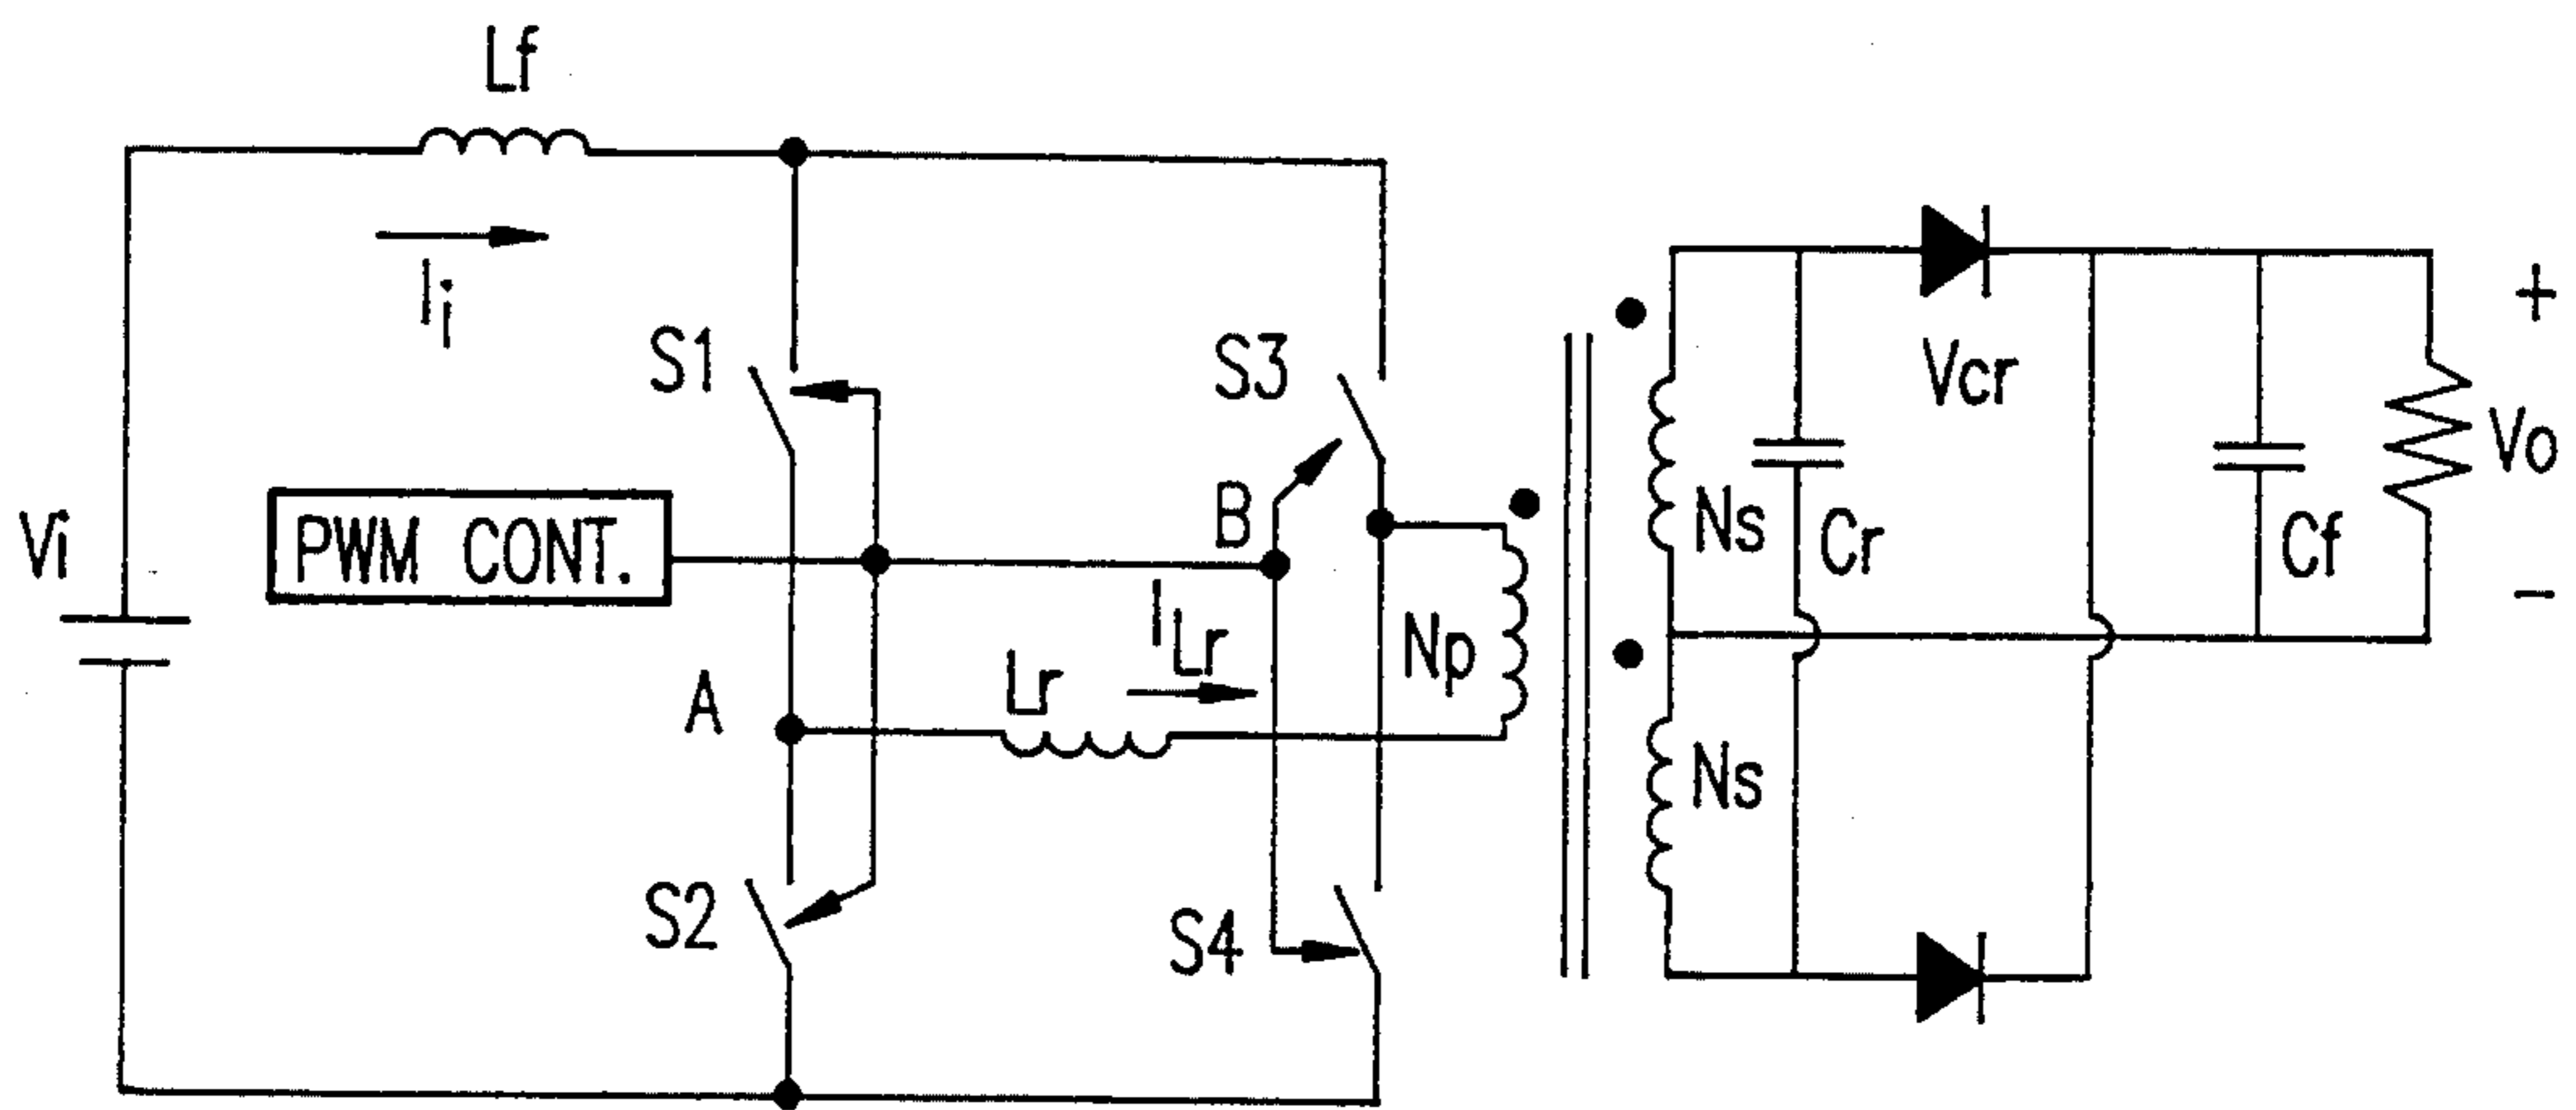 Lf
Ii
S1
S3
Vcr
+
Vo
Vi
PWM CONT.
B
Ns
Cr
Cf
−
ILr
Np
A
Lr
Ns
S2
S4